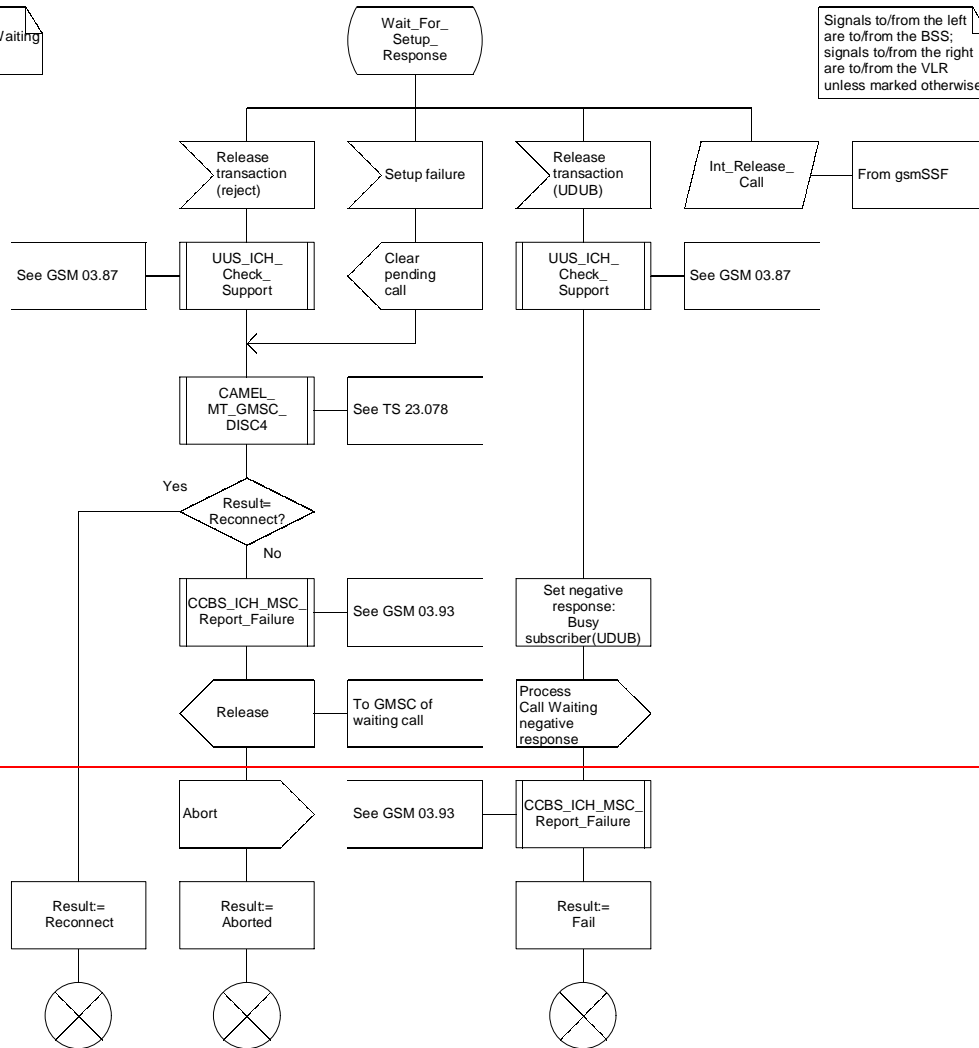 Wait_For_
Setup_
Response
Signals to/from the left
are to/from the BSS;
signals to/from the right
are to/from the VLR
unless marked otherwise
Release
transaction
(reject)
Setup failure
Release
transaction
(UDUB)
Int_Release_
Call
From gsmSSF
See GSM 03.87
UUS_ICH_
Check_
Support
Clear
pending
call
UUS_ICH_
Check_
Support
See GSM 03.87
CAMEL_
MT_GMSC_
DISC4
See TS 23.078
Yes
Result=
Reconnect?
No
CCBS_ICH_MSC_
Report_Failure
See GSM 03.93
Set negative
response:
Busy
subscriber(UDUB)
Release
To GMSC of
waiting call
Process
Call Waiting
negative
response
Abort
See GSM 03.93
CCBS_ICH_MSC_
Report_Failure
Result:=
Reconnect
Result:=
Aborted
Result:=
Fail